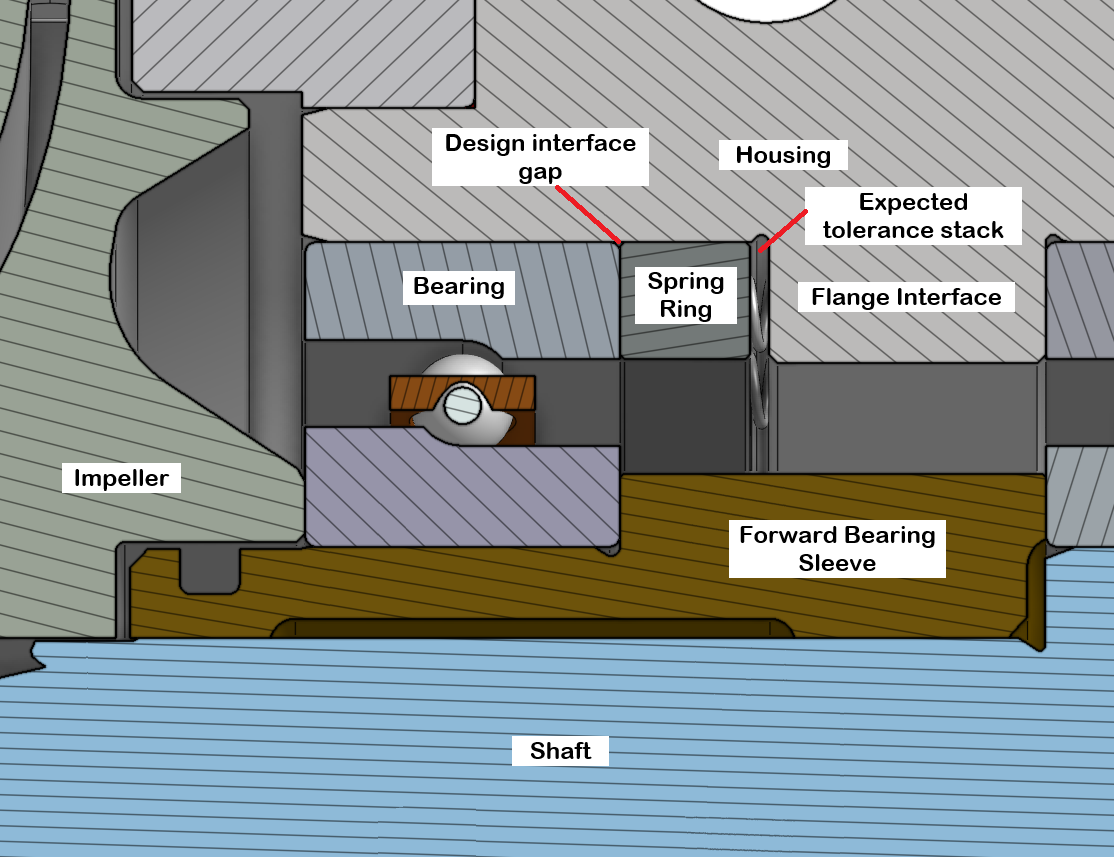 Design interface
gap
Housing
Expected
tolerance stack
Bearing
Spring
Ring
Flange Interface
Impeller
Forward Bearing
Sleeve
Shaft